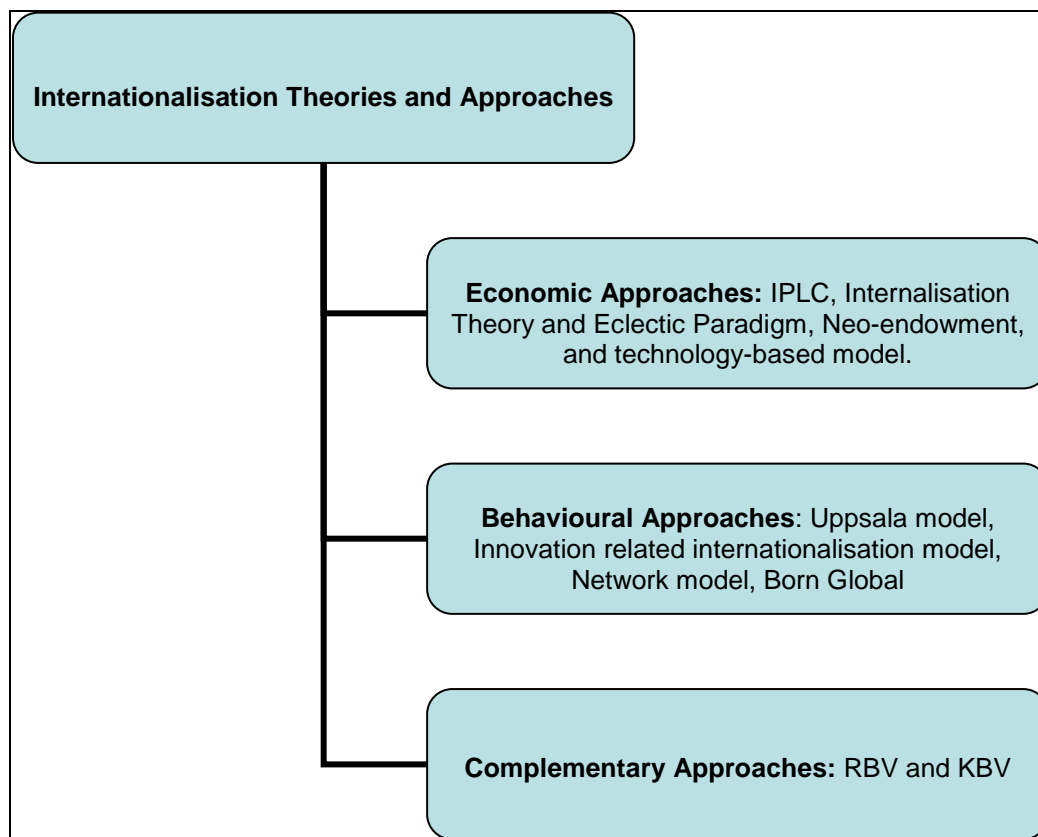 Internationalisation Theories and Approaches
Economic Approaches: IPLC, Internalisation
Theory and Eclectic Paradigm, Neo-endowment,
and technology-based model.
Behavioural Approaches: Uppsala model,
Innovation related internationalisation model,
Network model, Born Global
Complementary Approaches: RBV and KBV